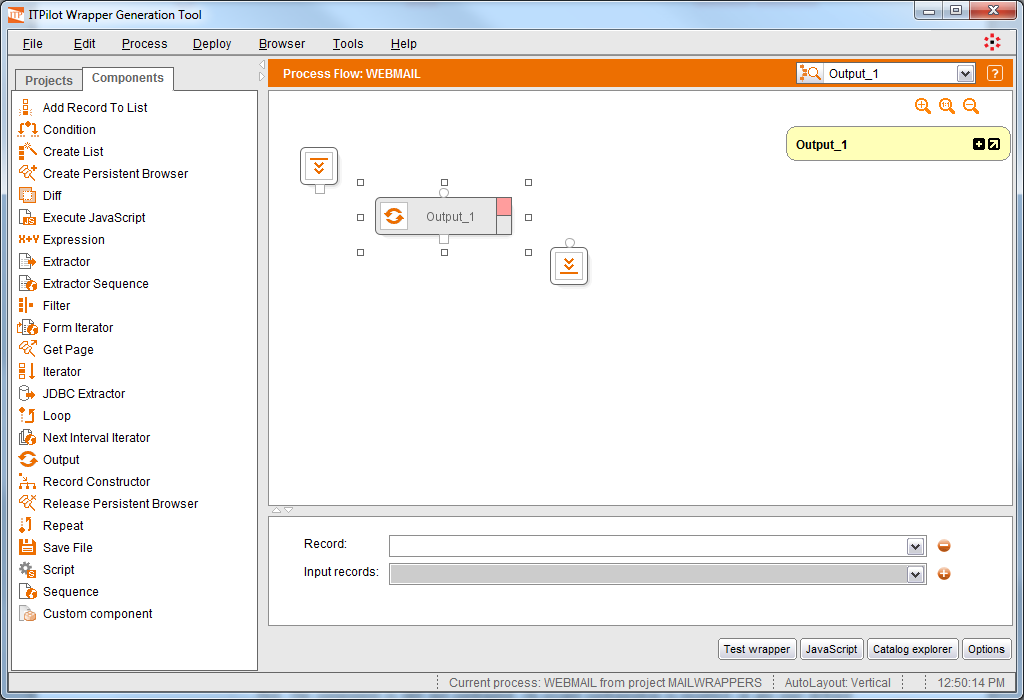 ITPilot Wrapper Generation Tool
File Edit Process Deploy Browser Tools Help
Projects Components
Process Flow: WEBMAIL
Output_1
?
Add Record To List
Condition
Create List
Create Persistent Browser
Diff
Execute JavaScript
Expression
Extractor
Extractor Sequence
Filter
Form Iterator
Get Page
Iterator
JDBC Extractor
Loop
Next Interval Iterator
Output
Record Constructor
Release Persistent Browser
Repeat
Save File
Script
Sequence
Custom component
Output_1
Output_1
Record:
Input records:
Test wrapper JavaScript Catalog explorer Options
Current process: WEBMAIL from project MAILWRAPPERS AutoLayout: Vertical 12:50:14 PM